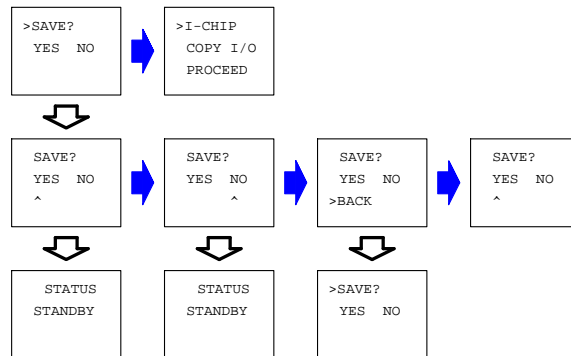 >SAVE?
YES NO
>I-CHIP
COPY I/O
PROCEED
SAVE?
YES NO
^
SAVE?
YES NO
^
SAVE?
YES NO
>BACK
SAVE?
YES NO
^
STATUS
STANDBY
STATUS
STANDBY
>SAVE?
YES NO